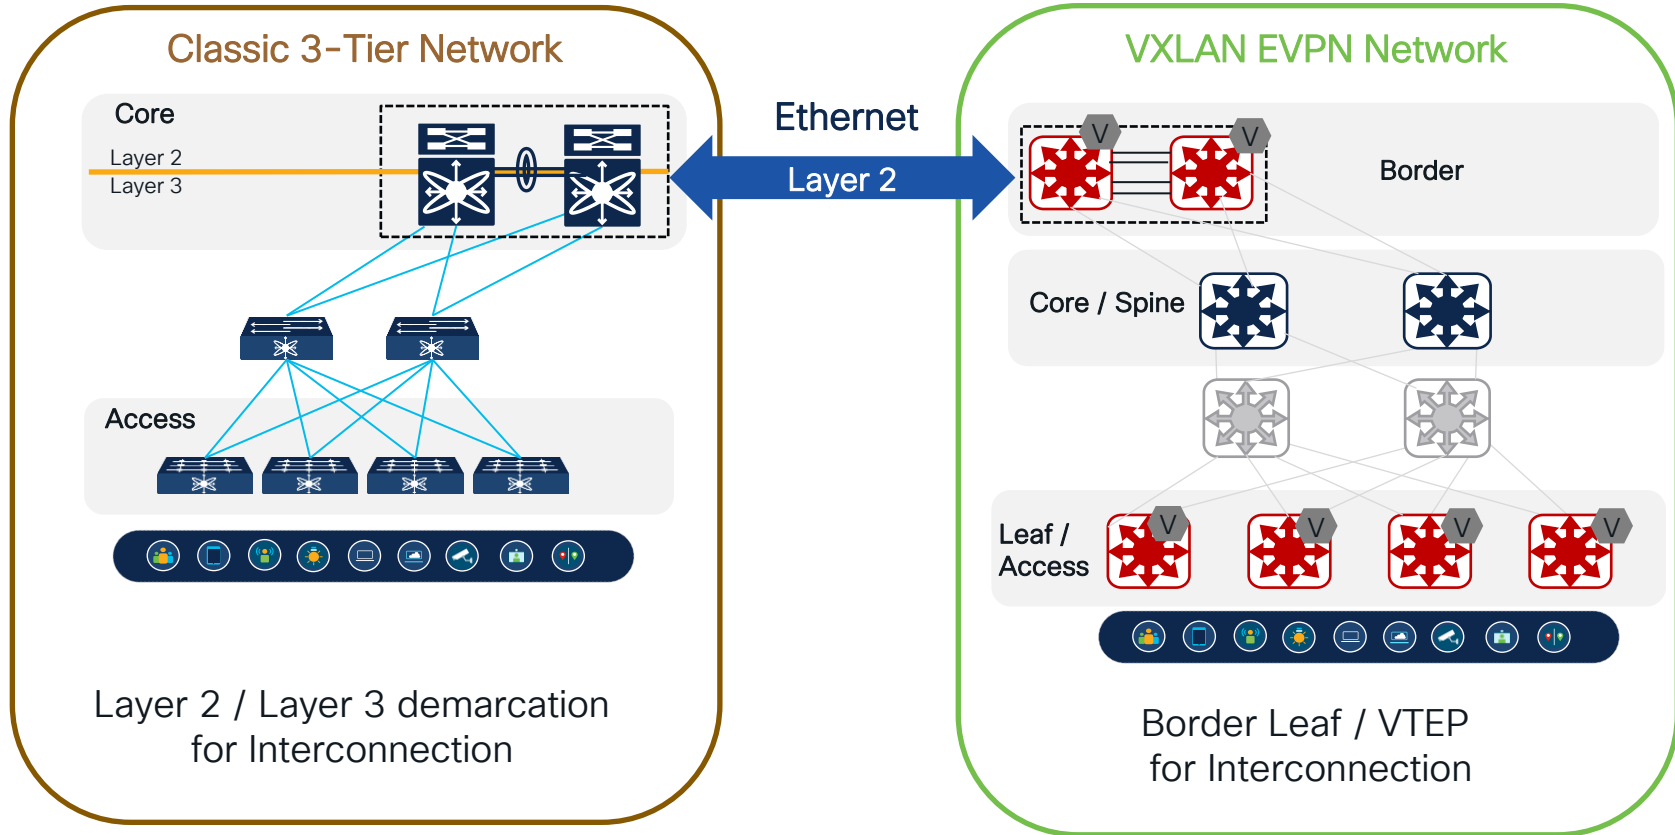 Classic 3-Tier Network
Core
Layer 2
Layer 3
Access
Layer 2 / Layer 3 demarcation
for Interconnection
Ethernet
Layer 2
VXLAN EVPN Network
V
V
Border
Core / Spine
Leaf /
Access
V
V
V
V
Border Leaf / VTEP
for Interconnection